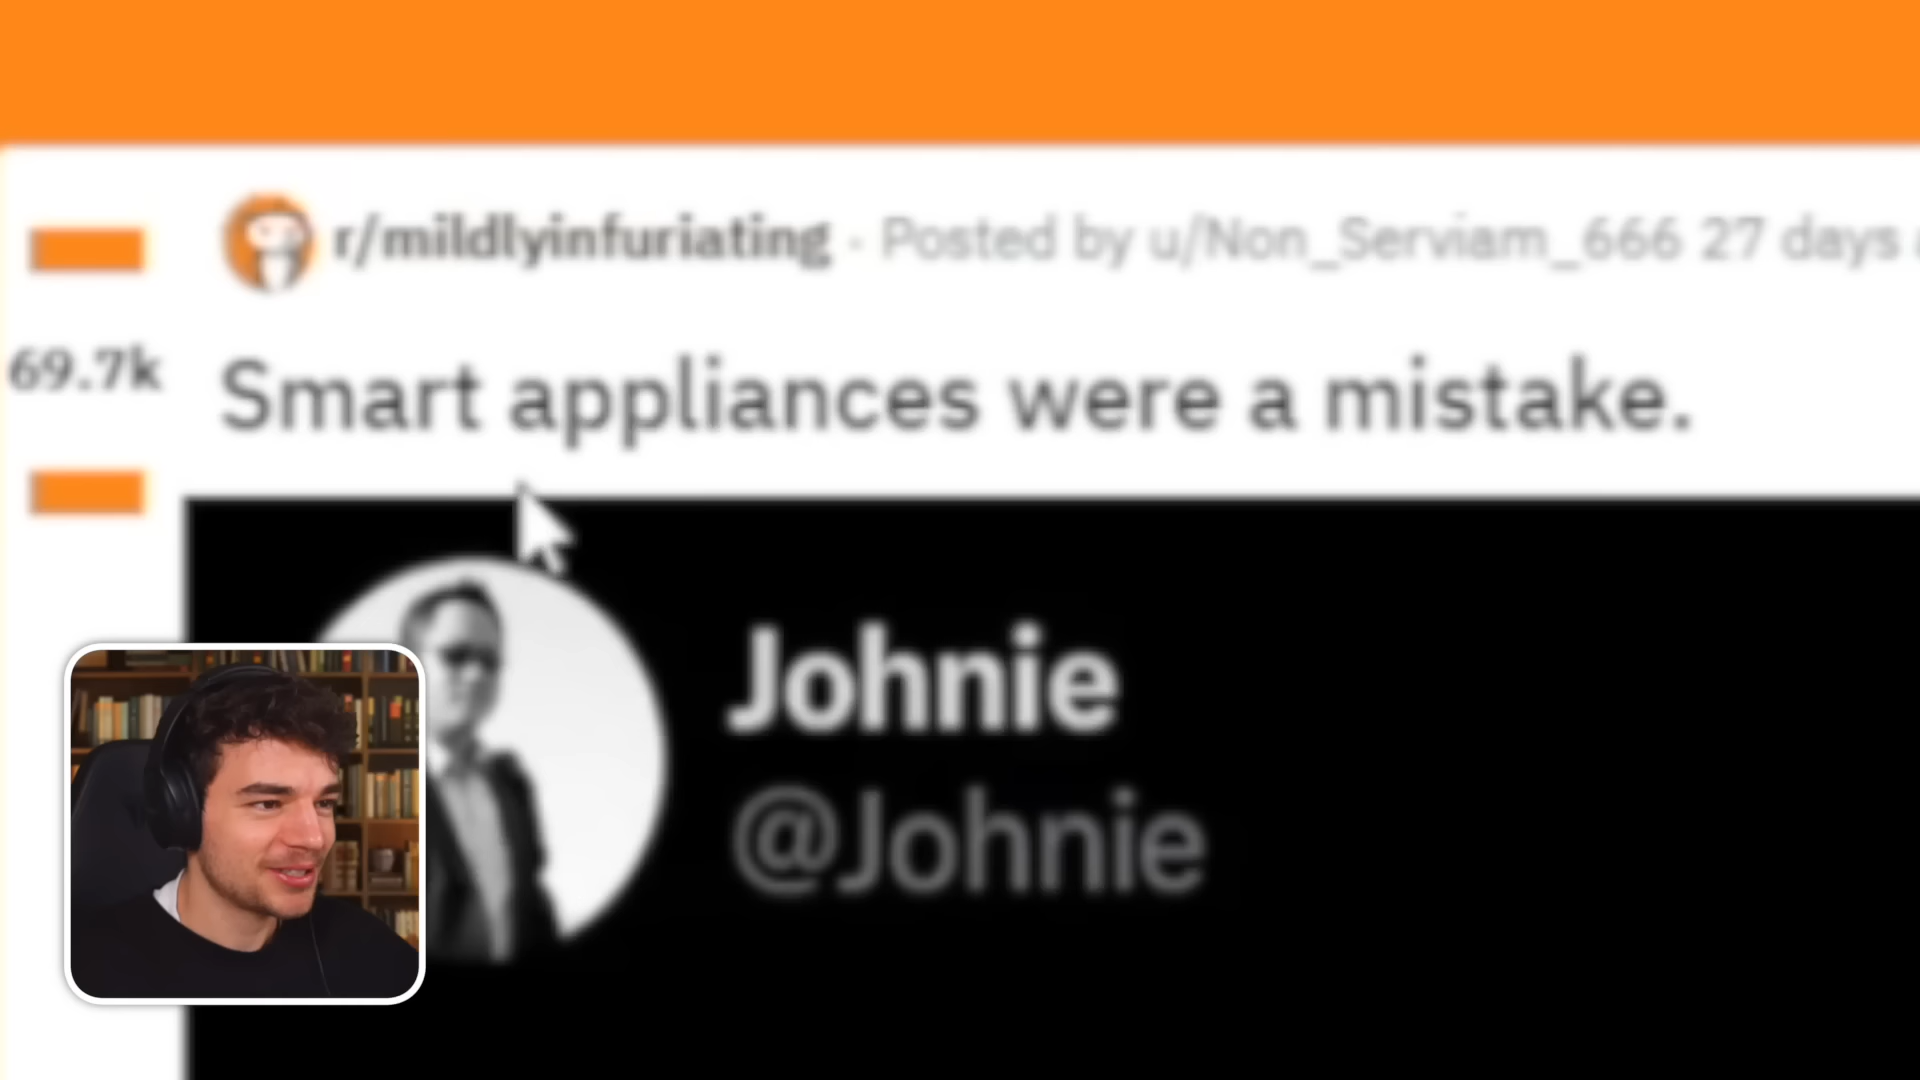 r/mildlyinfuriating · Posted by u/Non_Serviam_666 27 days
69.7k
Smart appliances were a mistake.
Johnie
@Johnie